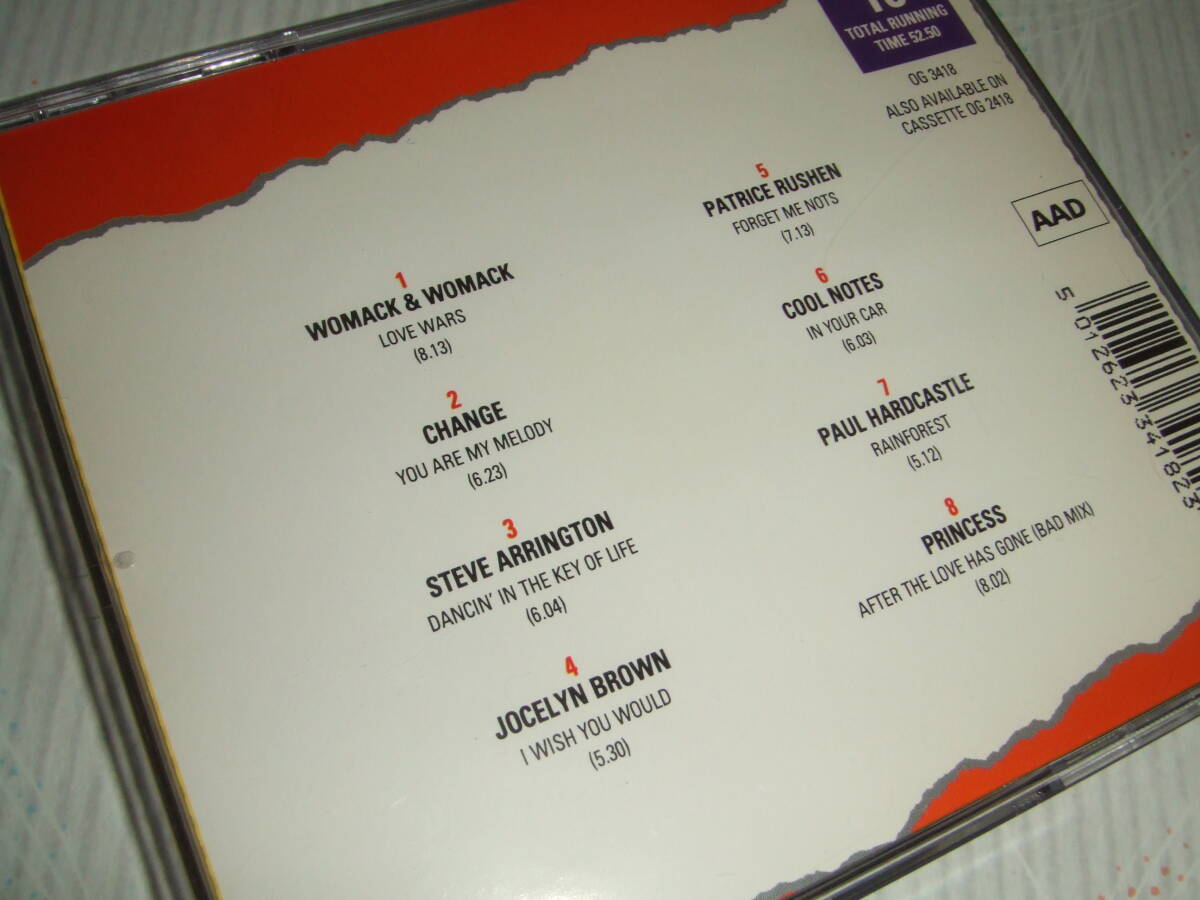 TOTAL RUNNING
TIME 52.50
OG 3418
ALSO AVAILABLE ON
CASSETTE OG 2418
AAD
1
WOMACK & WOMACK
LOVE WARS
(8.13)
2
CHANGE
YOU ARE MY MELODY
(6.23)
3
STEVE ARRINGTON
DANCIN' IN THE KEY OF LIFE
(6.04)
4
JOCELYN BROWN
I WISH YOU WOULD
(5.30)
5
PATRICE RUSHEN
FORGET ME NOTS
(7.13)
6
COOL NOTES
IN YOUR CAR
(6.03)
7
PAUL HARDCASTLE
RAINFOREST
(5.12)
8
PRINCESS
AFTER THE LOVE HAS GONE (BAD MIX)
(8.02)
5 012623 341823